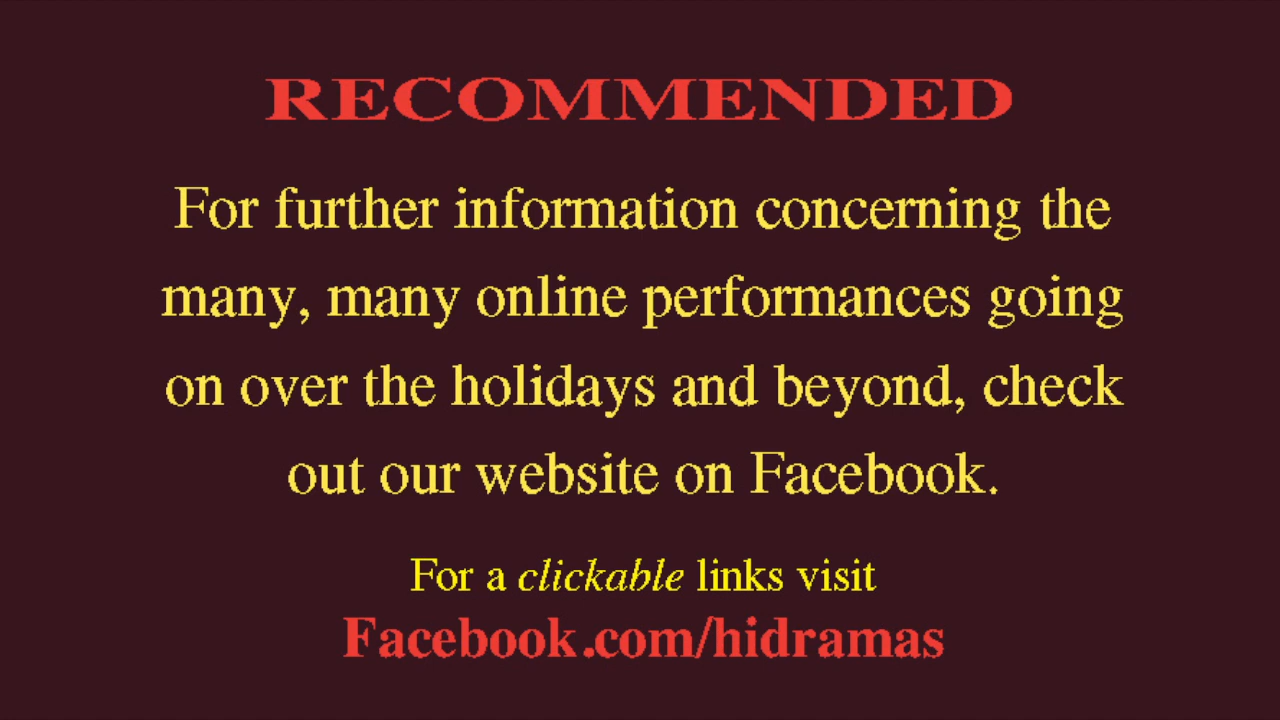 RECOMMENDED
For further information concerning the
many, many online performances going
on over the holidays and beyond, check
out our website on Facebook.
For a clickable links visit
Facebook.com/hidramas